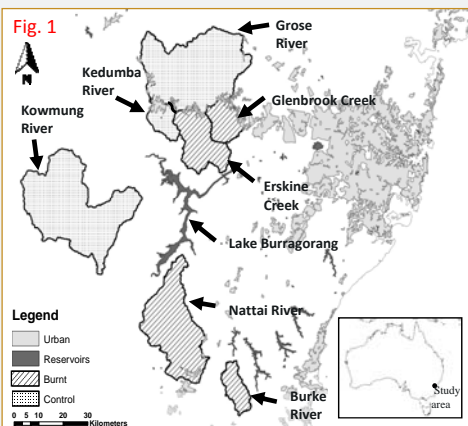 Fig. 1
N
Grose
River
Kedumba
River
Glenbrook Creek
Kowmung
River
Erskine
Creek
Lake Burragorang
Nattai River
Legend
Urban
Reservoirs
Burnt
Control
0 5 10 20 30
Kilometers
Burke
River
Study
area